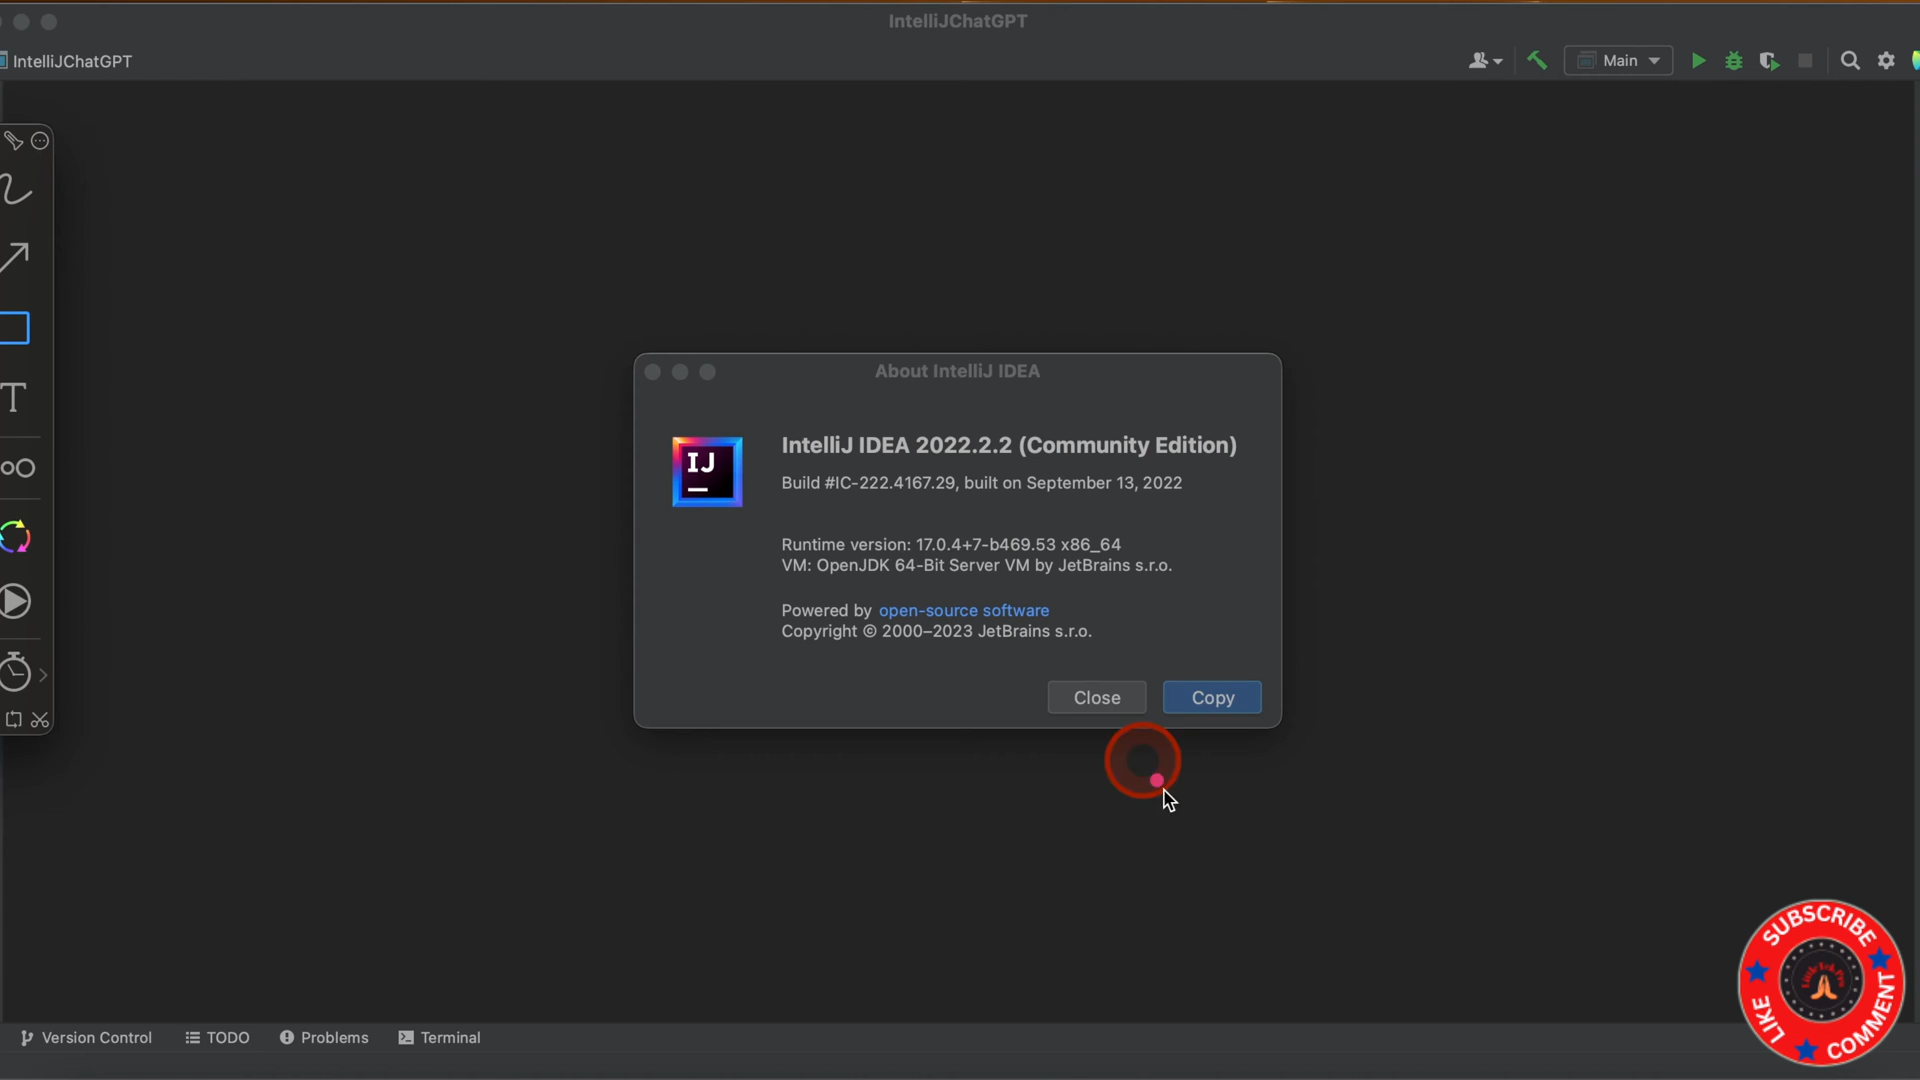 IntelliJChatGPT
IntelliJChatGPT
Main
T
About IntelliJ IDEA
IJ
IntelliJ IDEA 2022.2.2 (Community Edition)
Build #IC-222.4167.29, built on September 13, 2022
Runtime version: 17.0.4+7-b469.53 x86_64
VM: OpenJDK 64-Bit Server VM by JetBrains s.r.o.
Powered by open-source software
Copyright © 2000–2023 JetBrains s.r.o.
Close
Copy
SUBSCRIBE
LIKE
COMMENT
Version Control
TODO
Problems
Terminal